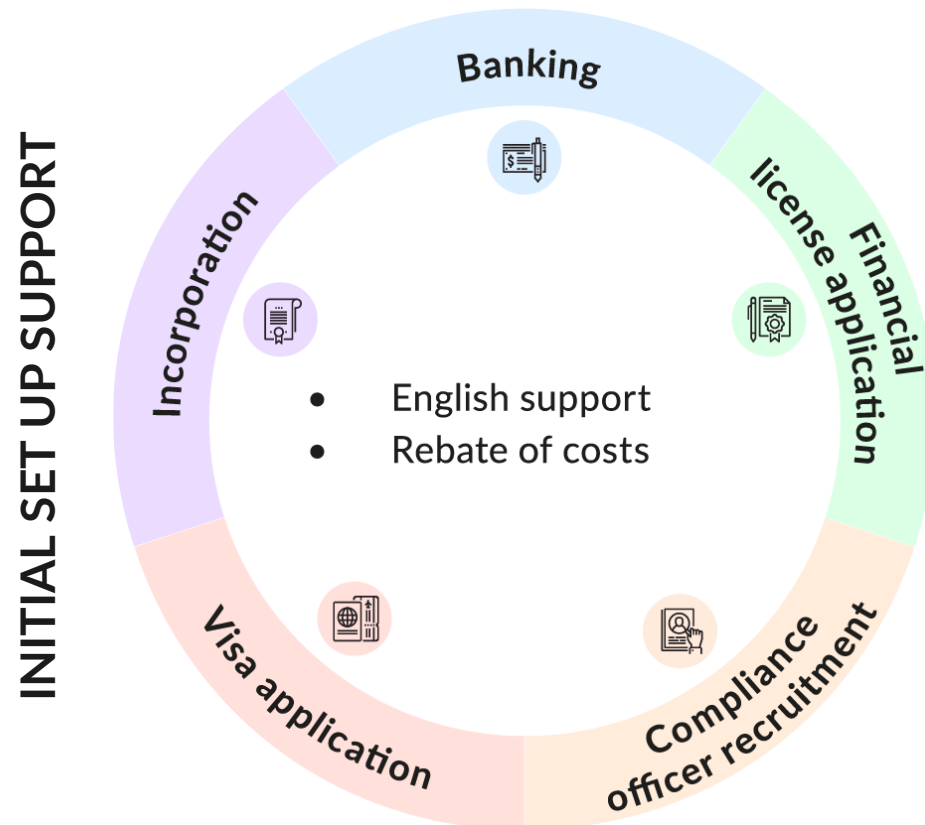 INITIAL SET UP SUPPORT
Banking
Financial
license application
Compliance
officer recruitment
Visa application
Incorporation
$
• English support
• Rebate of costs